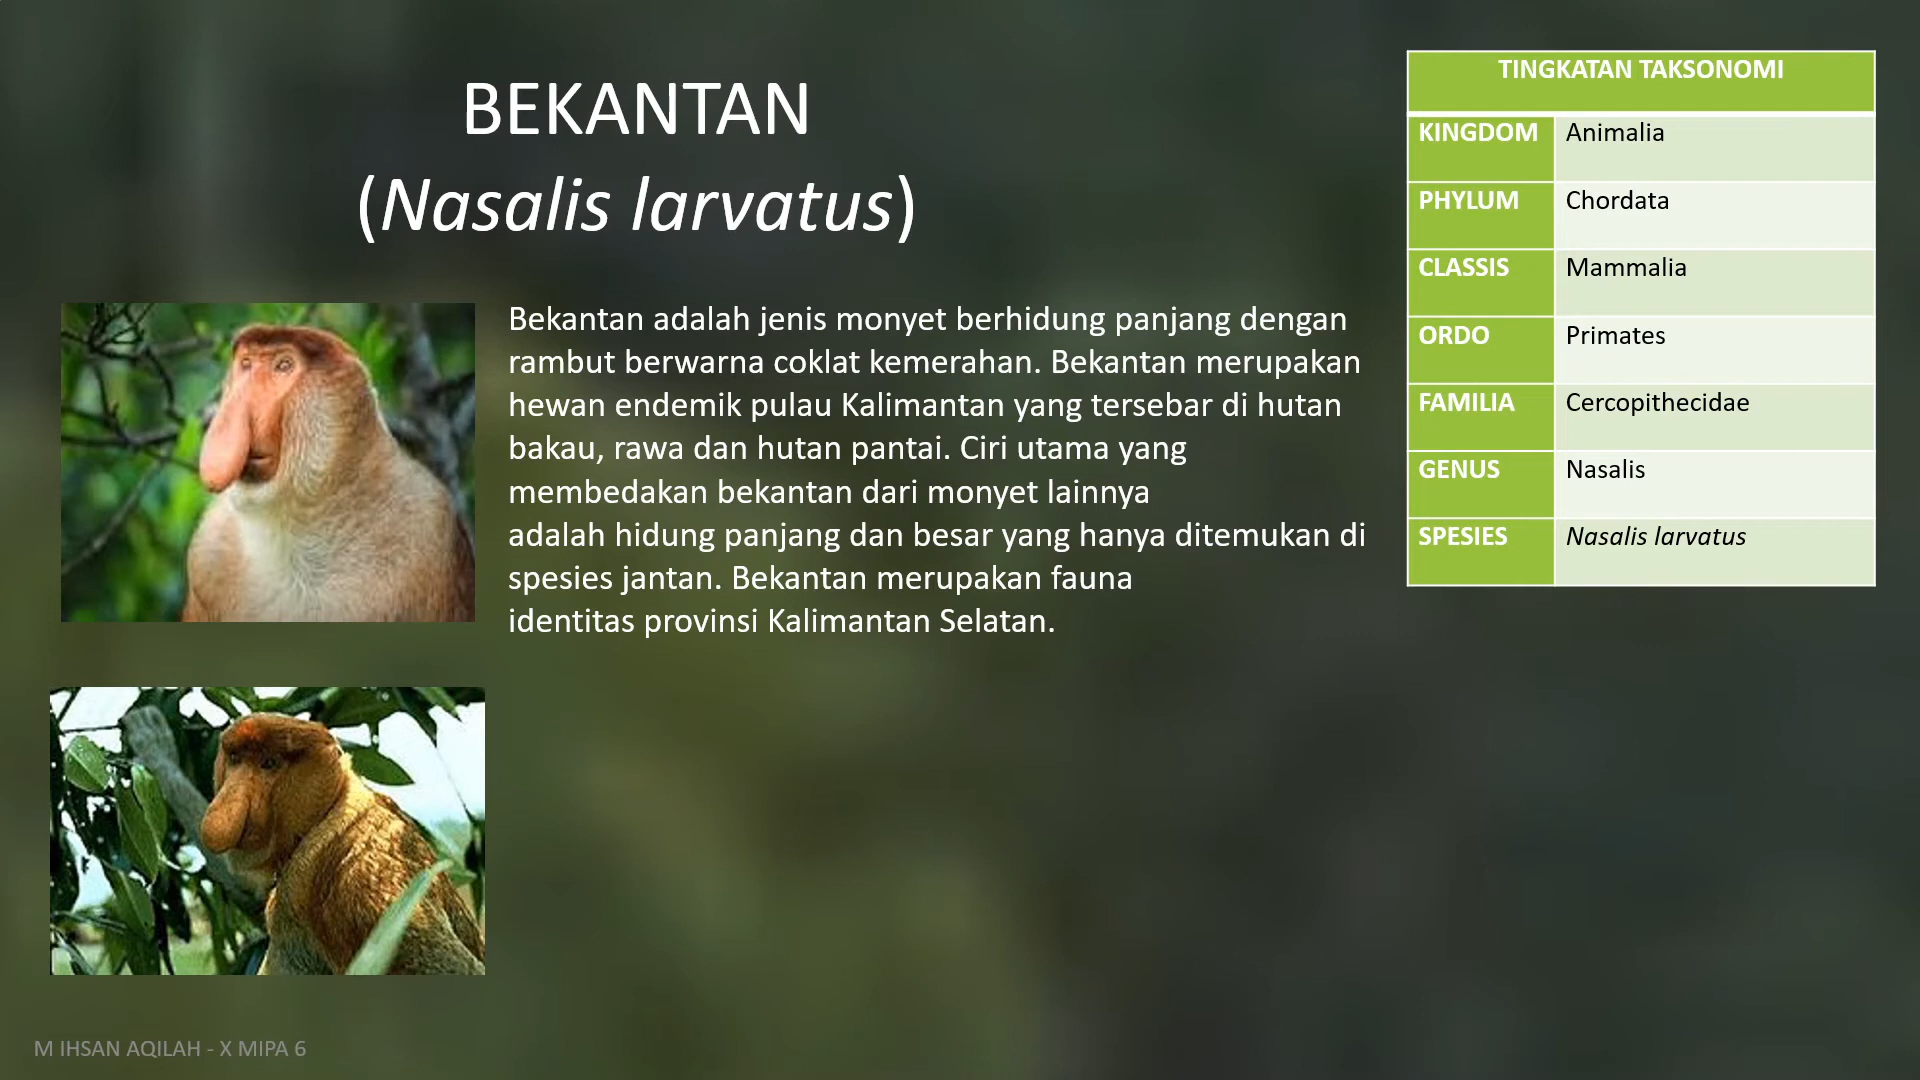 BEKANTAN
(Nasalis larvatus)
Bekantan adalah jenis monyet berhidung panjang dengan
rambut berwarna coklat kemerahan. Bekantan merupakan
hewan endemik pulau Kalimantan yang tersebar di hutan
bakau, rawa dan hutan pantai. Ciri utama yang
membedakan bekantan dari monyet lainnya
adalah hidung panjang dan besar yang hanya ditemukan di
spesies jantan. Bekantan merupakan fauna
identitas provinsi Kalimantan Selatan.
TINGKATAN TAKSONOMI
KINGDOM Animalia
PHYLUM Chordata
CLASSIS Mammalia
ORDO Primates
FAMILIA Cercopithecidae
GENUS Nasalis
SPESIES Nasalis larvatus
M IHSAN AQILAH - X MIPA 6